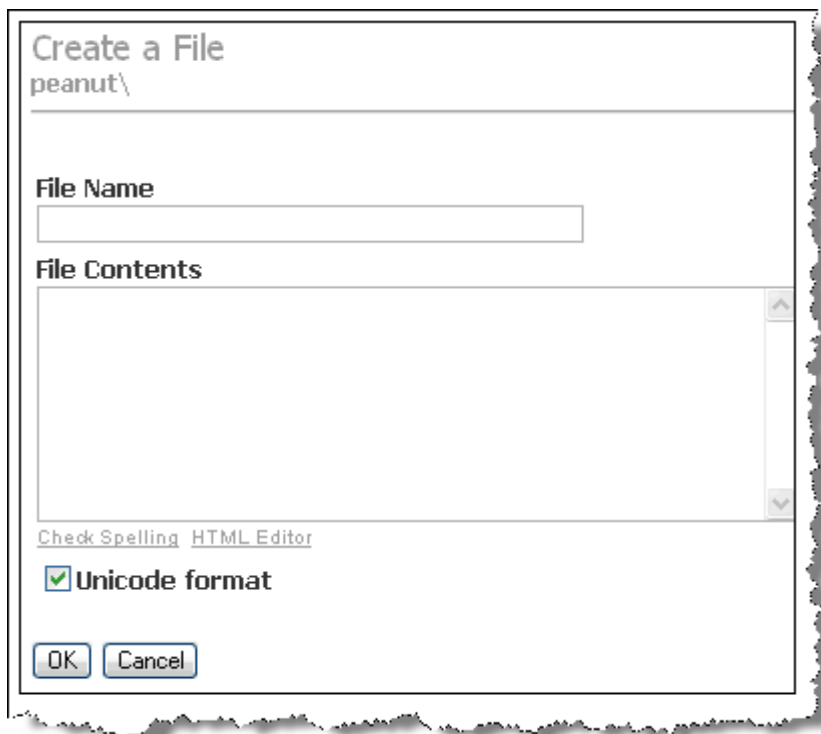 Create a File
peanut\
File Name
File Contents
Check Spelling HTML Editor
Unicode format
OK Cancel